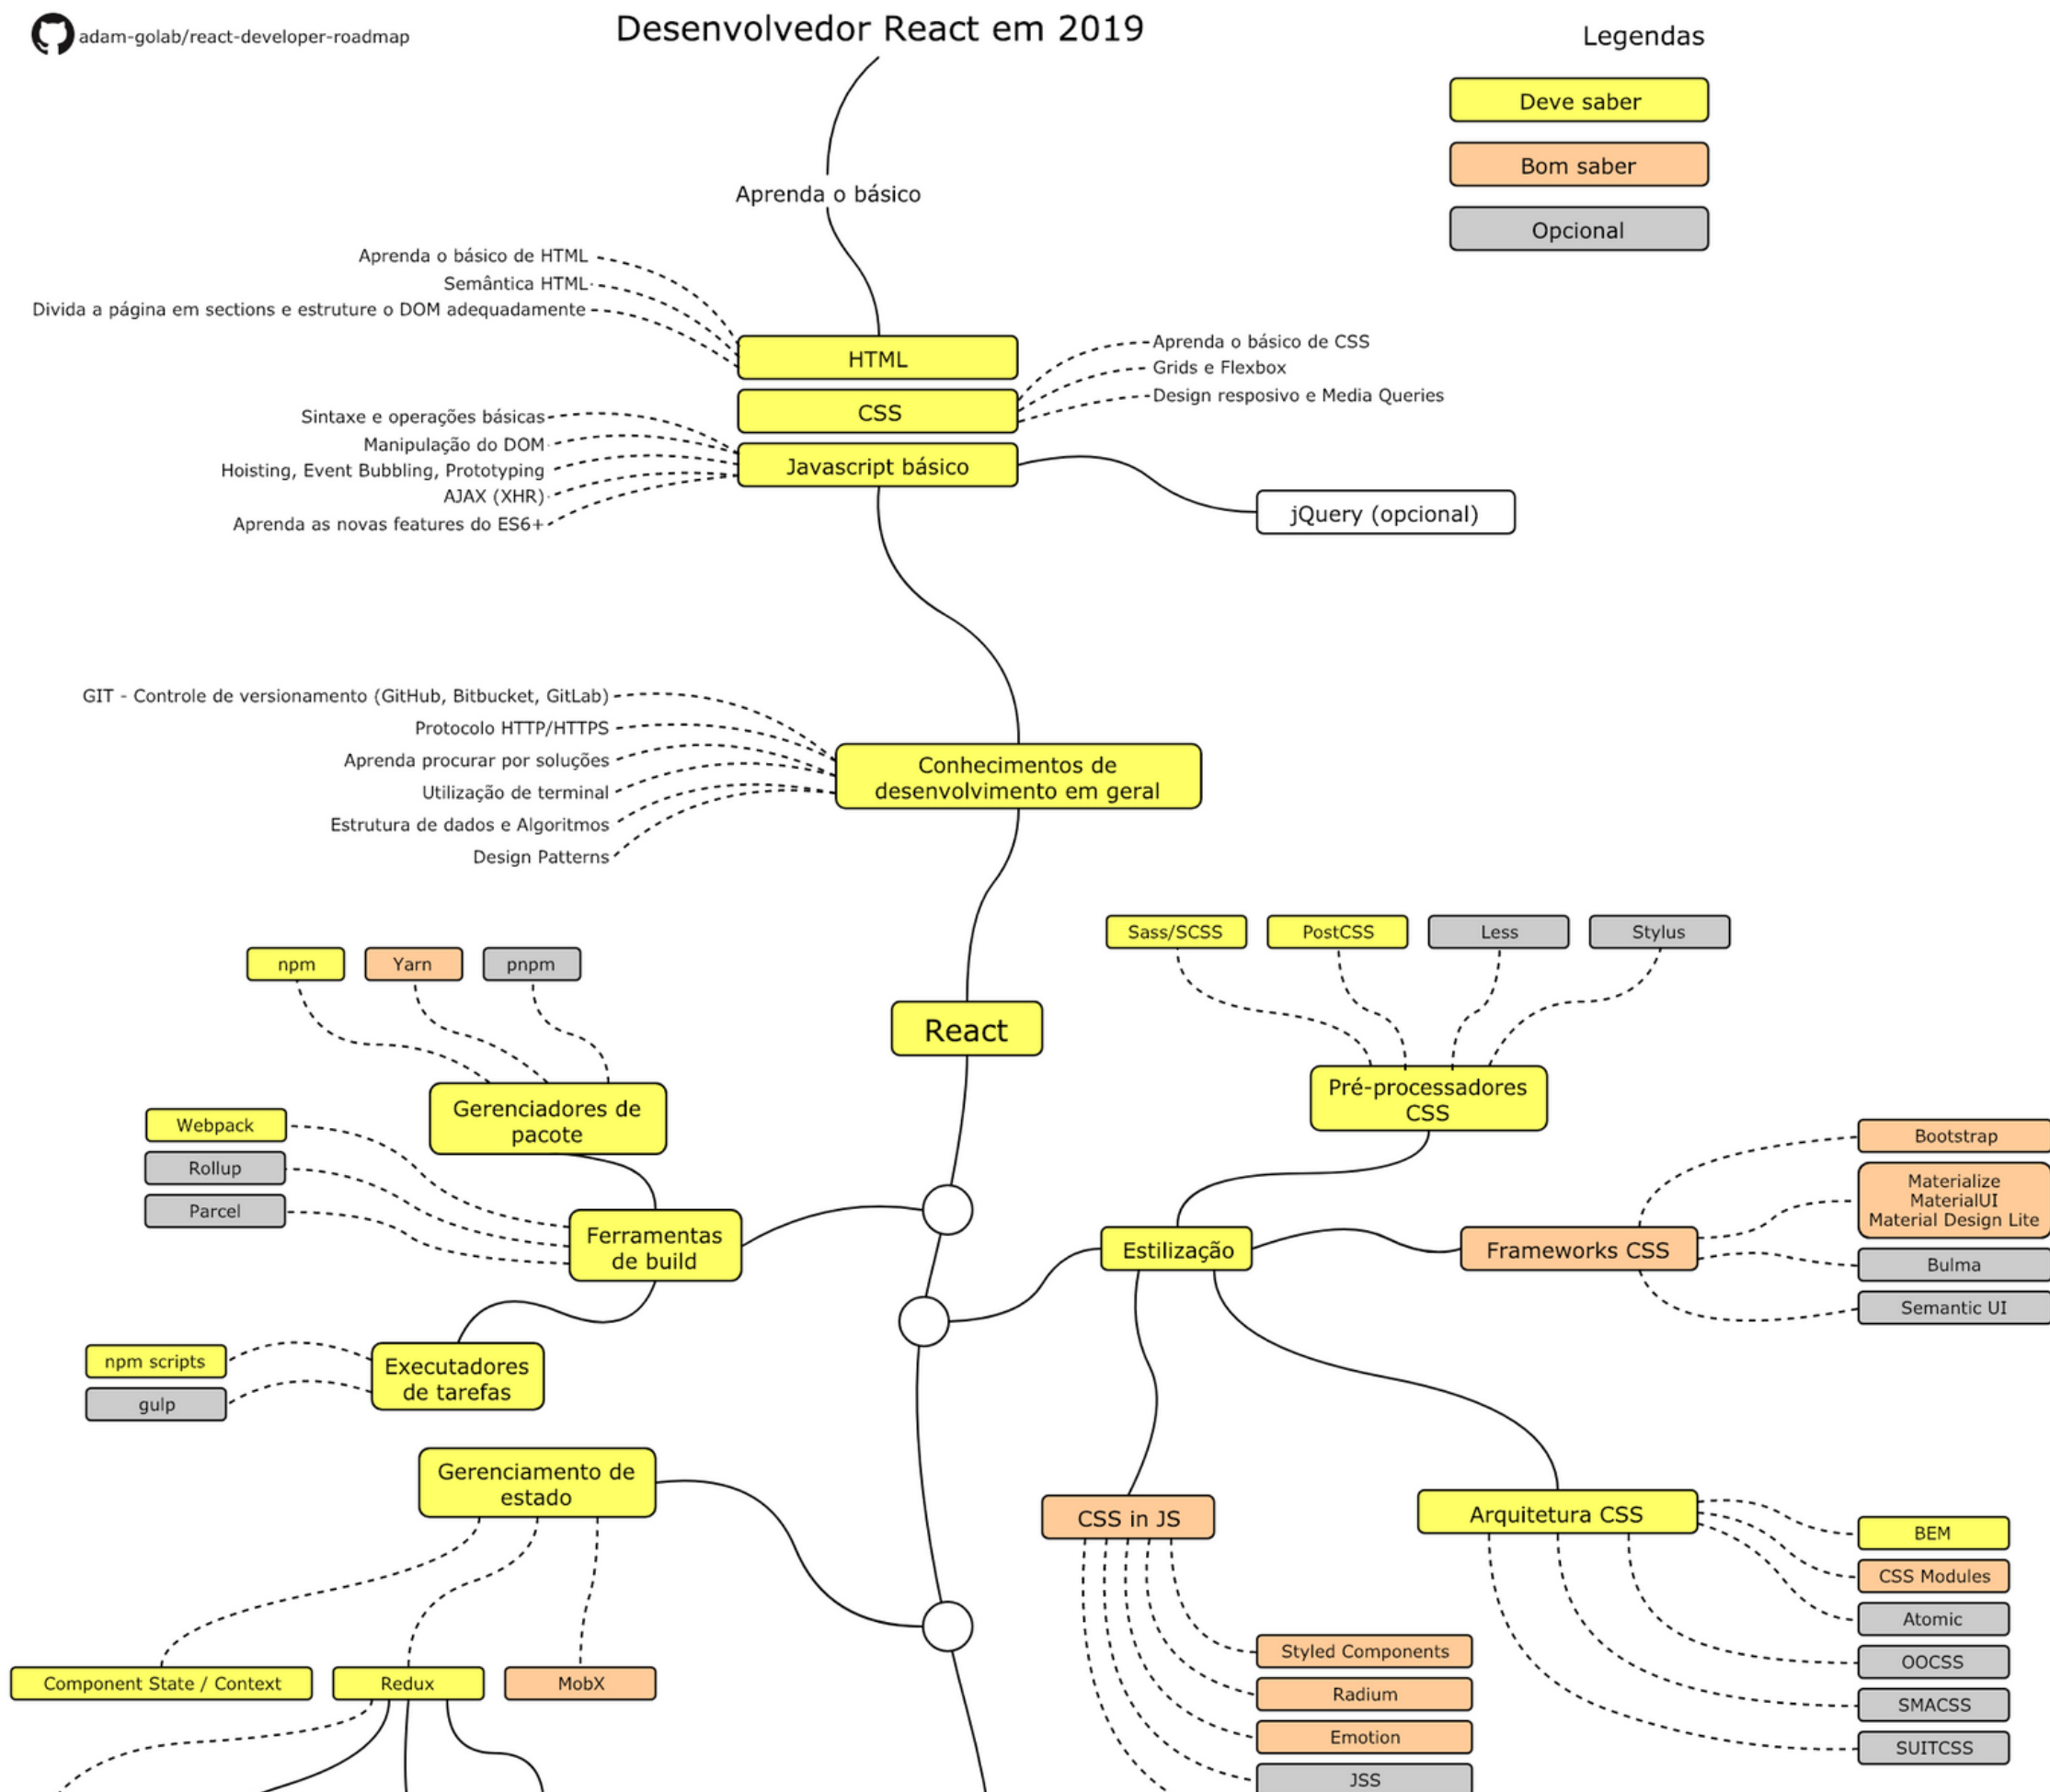 adam-golab/react-developer-roadmap
Desenvolvedor React em 2019
Legendas
Deve saber
Bom saber
Opcional
Aprenda o básico
Aprenda o básico de HTML
Semântica HTML
Divida a página em sections e estruture o DOM adequadamente
HTML
Aprenda o básico de CSS
Grids e Flexbox
Design resposivo e Media Queries
CSS
Sintaxe e operações básicas
Manipulação do DOM
Hoisting, Event Bubbling, Prototyping
AJAX (XHR)
Aprenda as novas features do ES6+
Javascript básico
jQuery (opcional)
GIT - Controle de versionamento (GitHub, Bitbucket, GitLab)
Protocolo HTTP/HTTPS
Aprenda procurar por soluções
Utilização de terminal
Estrutura de dados e Algoritmos
Design Patterns
Conhecimentos de
desenvolvimento em geral
npm
Yarn
pnpm
React
Sass/SCSS
PostCSS
Less
Stylus
Gerenciadores de
pacote
Pré-processadores
CSS
Webpack
Rollup
Parcel
Ferramentas
de build
Estilização
Frameworks CSS
Bootstrap
Materialize
MaterialUI
Material Design Lite
Bulma
Semantic UI
npm scripts
gulp
Executadores
de tarefas
Gerenciamento de
estado
CSS in JS
Arquitetura CSS
BEM
CSS Modules
Atomic
OOCSS
SMACSS
SUITCSS
Component State / Context
Redux
MobX
Styled Components
Radium
Emotion
JSS